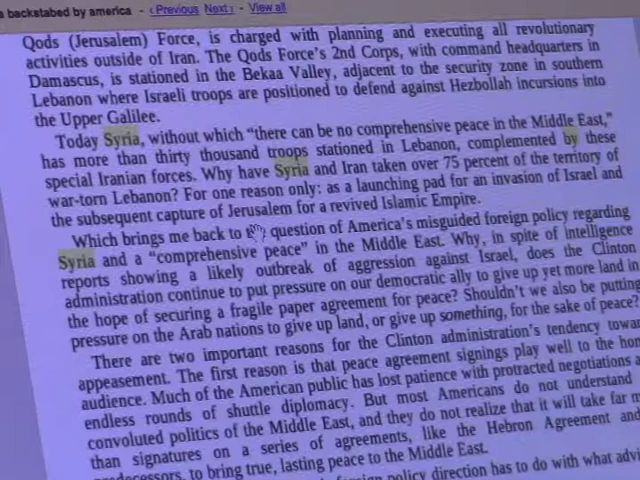 backstabed by america - ‹ Previous Next › - View all
Qods (Jerusalem) Force, is charged with planning and executing all revolutionary
activities outside of Iran. The Qods Force's 2nd Corps, with command headquarters in
Damascus, is stationed in the Bekaa Valley, adjacent to the security zone in southern
Lebanon where Israeli troops are positioned to defend against Hezbollah incursions into
the Upper Galilee.
Today Syria, without which "there can be no comprehensive peace in the Middle East,"
has more than thirty thousand troops stationed in Lebanon, complemented by these
special Iranian forces. Why have Syria and Iran taken over 75 percent of the territory of
war-torn Lebanon? For one reason only: as a launching pad for an invasion of Israel and
the subsequent capture of Jerusalem for a revived Islamic Empire.
Which brings me back to question of America's misguided foreign policy regarding
Syria and a "comprehensive peace" in the Middle East. Why, in spite of intelligence
reports showing a likely outbreak of aggression against Israel, does the Clinton
administration continue to put pressure on our democratic ally to give up yet more land in
the hope of securing a fragile paper agreement for peace? Shouldn't we also be putting
pressure on the Arab nations to give up land, or give up something, for the sake of peace?
There are two important reasons for the Clinton administration's tendency towar
appeasement. The first reason is that peace agreement signings play well to the hom
audience. Much of the American public has lost patience with protracted negotiations a
endless rounds of shuttle diplomacy. But most Americans do not understand
convoluted politics of the Middle East, and they do not realize that it will take far m
than signatures on a series of agreements, like the Hebron Agreement and
predecessors, to bring true, lasting peace to the Middle East.
foreign policy direction has to do with what advi